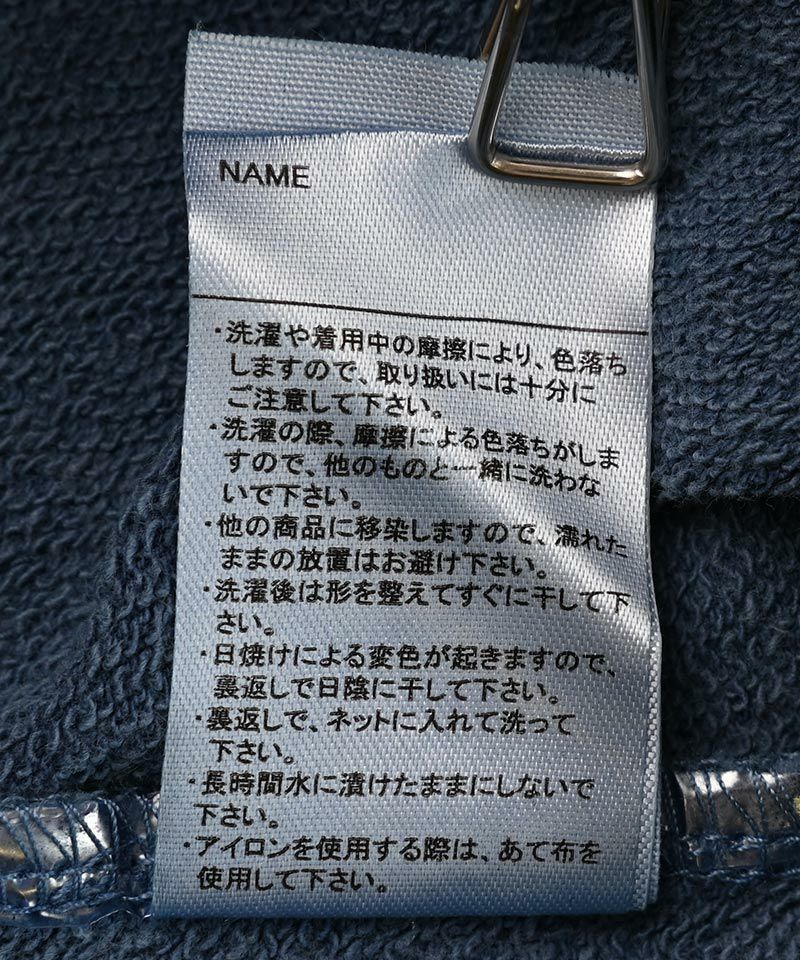 NAME
・洗濯や着用中の摩擦により、色落ち
しますので、取り扱いには十分に
ご注意して下さい。
・洗濯の際、摩擦による色落ちがしま
すので、他のものと一緒に洗わな
いで下さい。
・他の商品に移染しますので、濡れた
ままの放置はお避け下さい。
・洗濯後は形を整えてすぐに干して下
さい。
・日焼けによる変色が起きますので、
裏返しで日陰に干して下さい。
・裏返しで、ネットに入れて洗って
下さい。
・長時間水に漬けたままにしないで
下さい。
・アイロンを使用する際は、あて布を
使用して下さい。